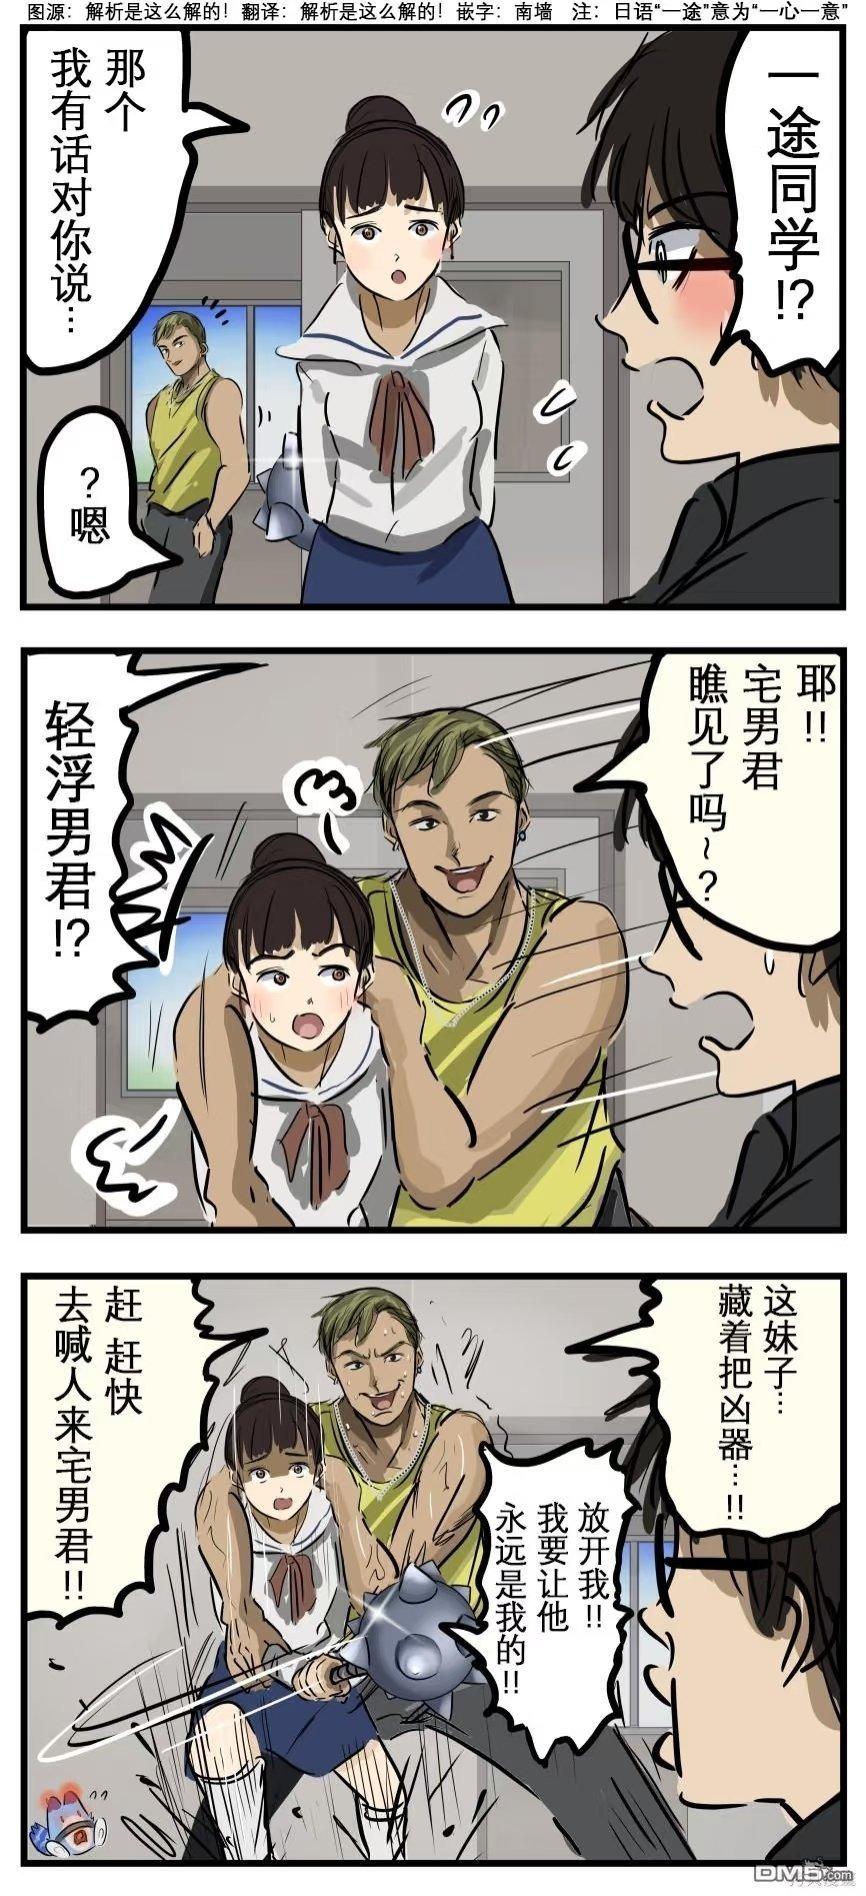 图源：解析是这么解的！翻译：解析是这么解的！嵌字：南墙 注：日语“一途”意为“一心一意”
一途同学!?
那个
我有话对你说…
?嗯
耶!!
宅男君
瞧见了吗~?
轻浮男君!?
这妹子…
藏着把凶器…!!
放开我!!
我要让他
永远是我的!!
赶 赶快
去喊人来宅男君!!
DM5.com